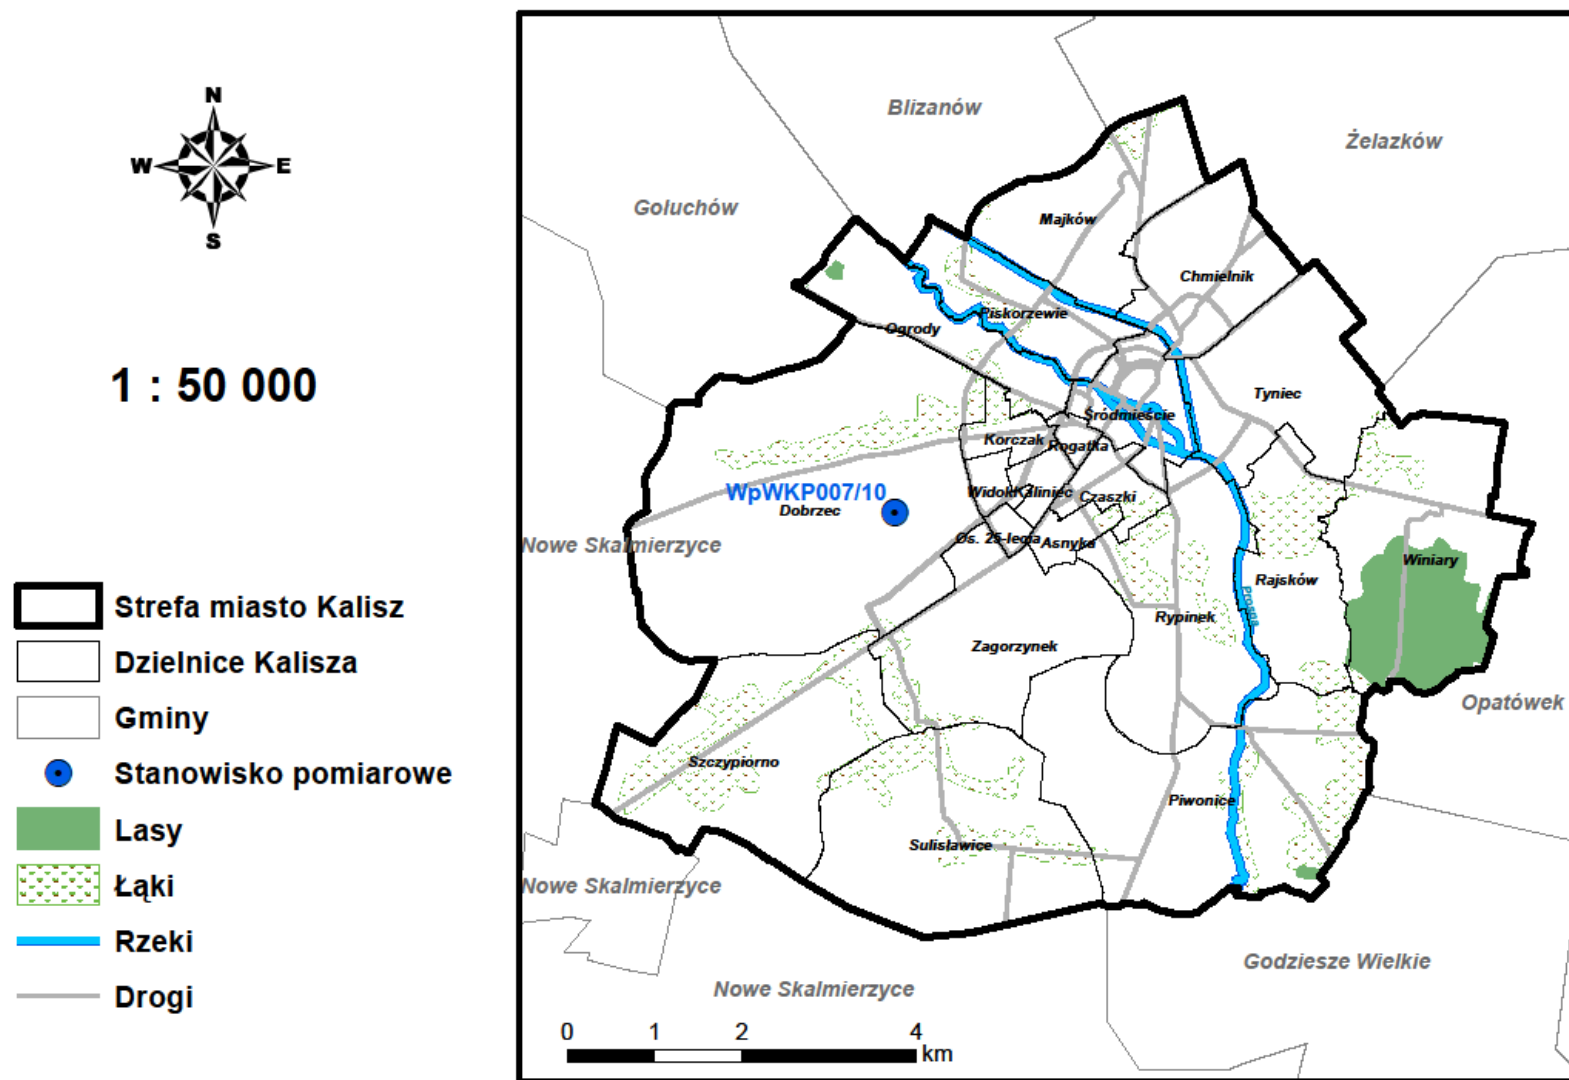 N
W
E
S
1 : 50 000
Strefa miasto Kalisz
Dzielnice Kalisza
Gminy
Stanowisko pomiarowe
Lasy
Łąki
Rzeki
Drogi
Blizanów
Żelazków
Gołuchów
Majków
Chmielnik
Piskorzewie
Ogrody
Tyniec
Śródmieście
Korczak
Rogatka
WpWKP007/10
Widok
Kaliniec
Czaszki
Dobrzec
Nowe Skalmierzyce
Os. 25-lecia
Asnyka
Winiary
Rajsków
Prosna
Rypinek
Zagorzynek
Opatówek
Szczypiorno
Piwonice
Sulisławice
Nowe Skalmierzyce
Godziesze Wielkie
Nowe Skalmierzyce
0 1 2 4
km